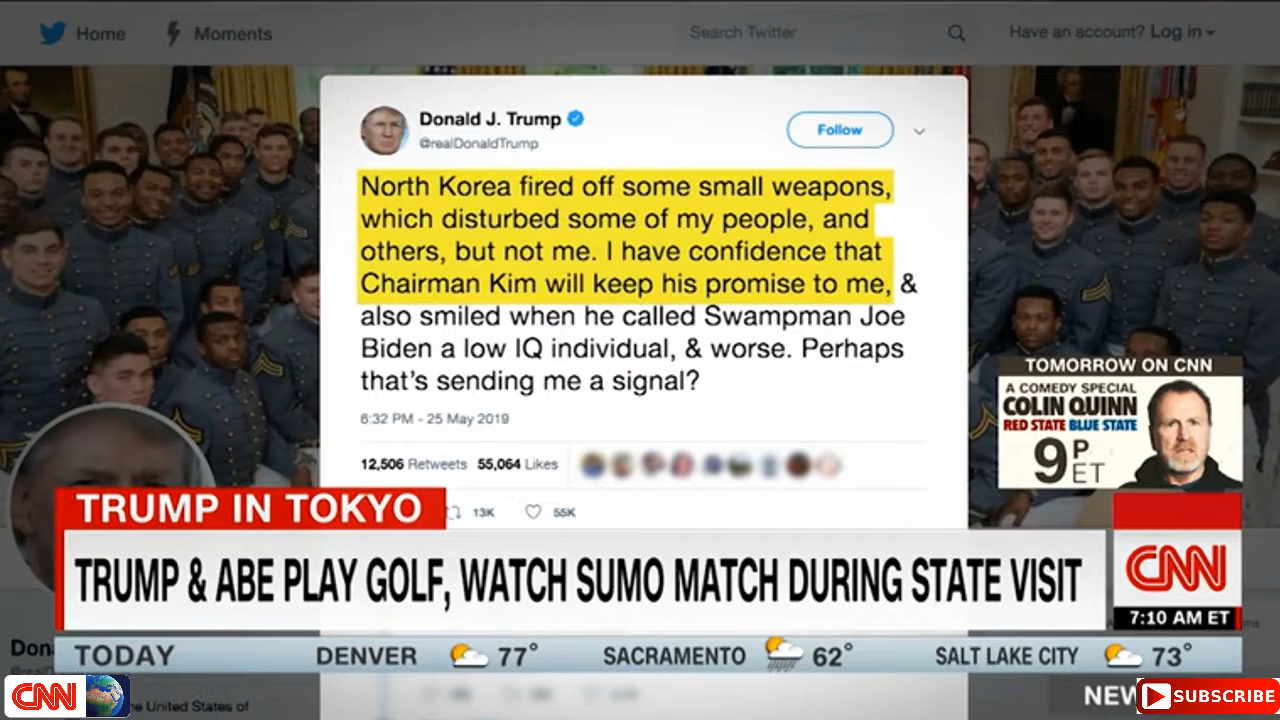 Home
Moments
Search Twitter
Have an account? Log in
Donald J. Trump
@realDonaldTrump
Follow
North Korea fired off some small weapons,
which disturbed some of my people, and
others, but not me. I have confidence that
Chairman Kim will keep his promise to me, &
also smiled when he called Swampman Joe
Biden a low IQ individual, & worse. Perhaps
that's sending me a signal?
6:32 PM - 25 May 2019
12,506 Retweets 55,064 Likes
13K 55K
TOMORROW ON CNN
A COMEDY SPECIAL
COLIN QUINN
RED STATE BLUE STATE
9 P ET
TRUMP IN TOKYO
TRUMP & ABE PLAY GOLF, WATCH SUMO MATCH DURING STATE VISIT
CNN
7:10 AM ET
TODAY DENVER 77° SACRAMENTO 62° SALT LAKE CITY 73°
Don
CNN
e United States of
NEW
SUBSCRIBE